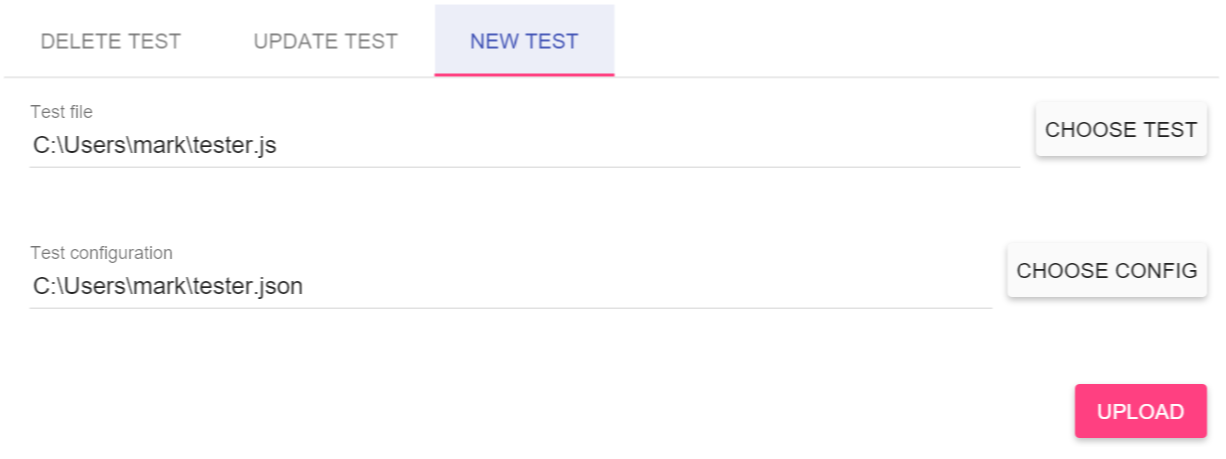 DELETE TEST UPDATE TEST NEW TEST
Test file
C:\Users\mark\tester.js
CHOOSE TEST
Test configuration
C:\Users\mark\tester.json
CHOOSE CONFIG
UPLOAD